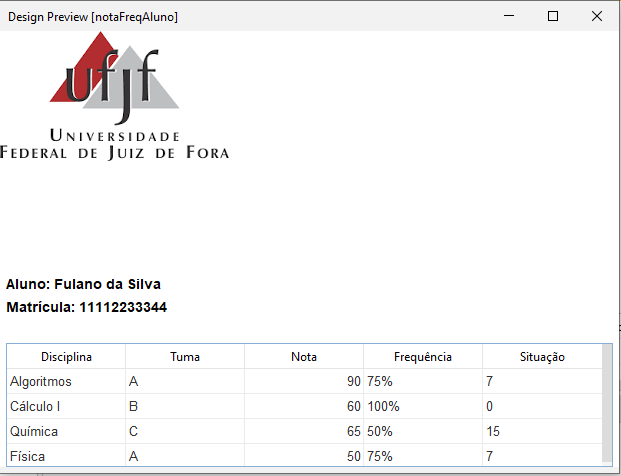 Design Preview [notaFreqAluno]
ufjf
UNIVERSIDADE
FEDERAL DE JUIZ DE FORA
Aluno: Fulano da Silva
Matrícula: 11112233344
Disciplina Tuma Nota Frequência Situação
Algoritmos A 90 75% 7
Cálculo I B 60 100% 0
Química C 65 50% 15
Física A 50 75% 7